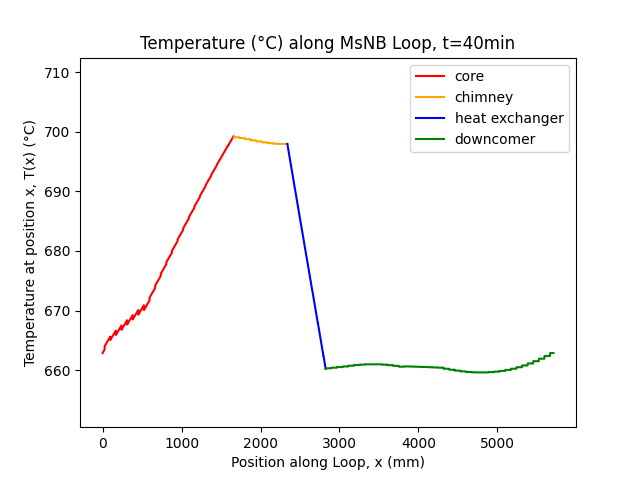 Temperature (°C) along MsNB Loop, t=40min
710
700
690
680
670
660
Temperature at position x, T(x) (°C)
core
chimney
heat exchanger
downcomer
0
1000
2000
3000
4000
5000
Position along Loop, x (mm)